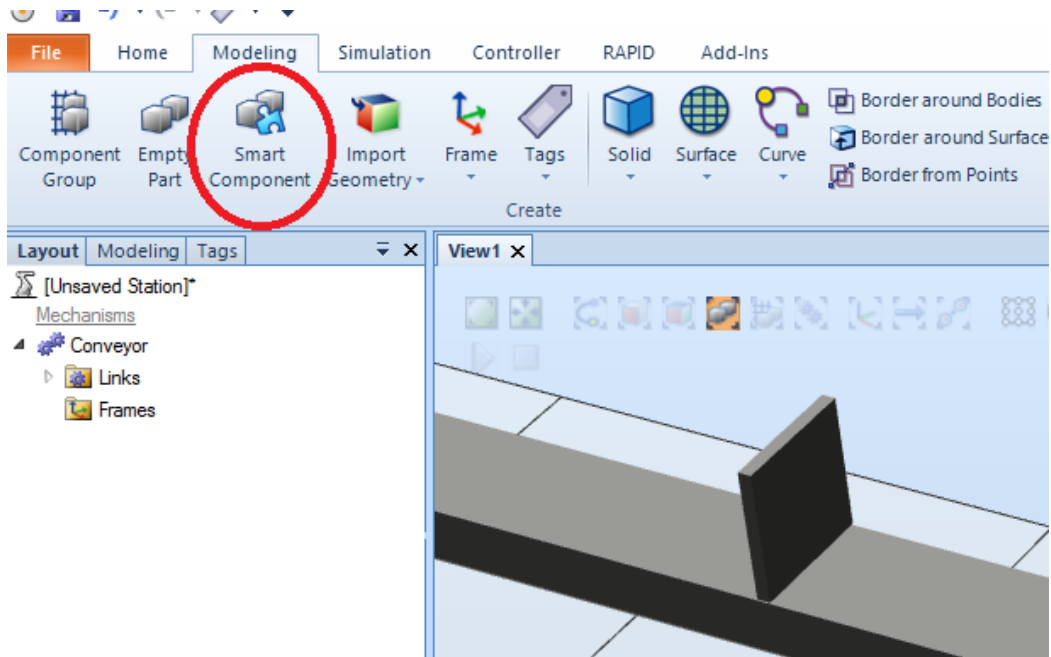 File Home Modeling Simulation Controller RAPID Add-Ins
Component Group
Empty Part
Smart Component
Import Geometry
Frame
Tags
Solid
Surface
Curve
Border around Bodies
Border around Surface
Border from Points
Create
Layout Modeling Tags
View1
[Unsaved Station]*
Mechanisms
Conveyor
Links
Frames